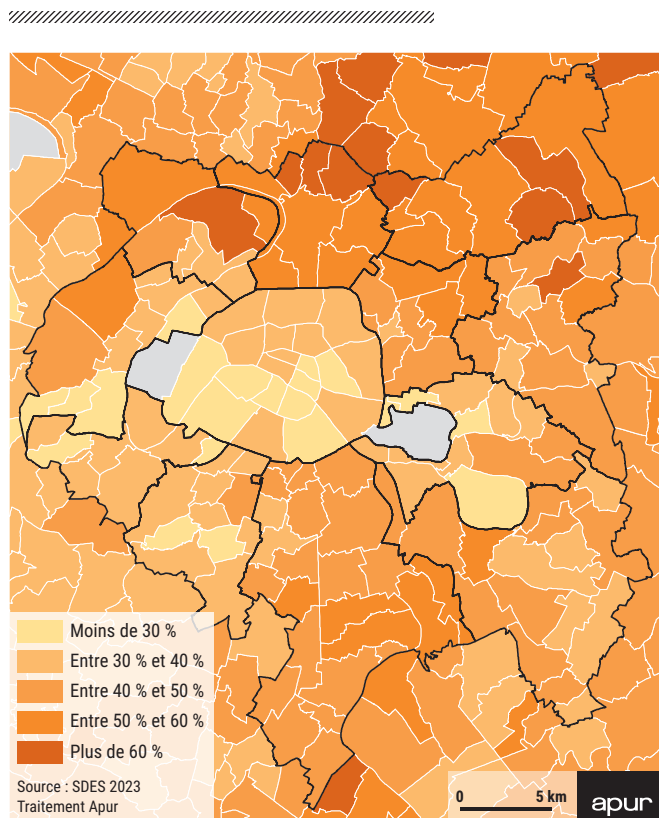 Moins de 30 %
Entre 30 % et 40 %
Entre 40 % et 50 %
Entre 50 % et 60 %
Plus de 60 %
Source : SDES 2023
Traitement Apur
0 5 km
apur